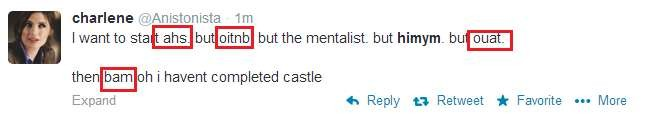 charlene @Anistonista · 1m
I want to start ahs. but oitnb. but the mentalist. but himym. but ouat.
then bam oh i havent completed castle
Expand Reply Retweet Favorite More